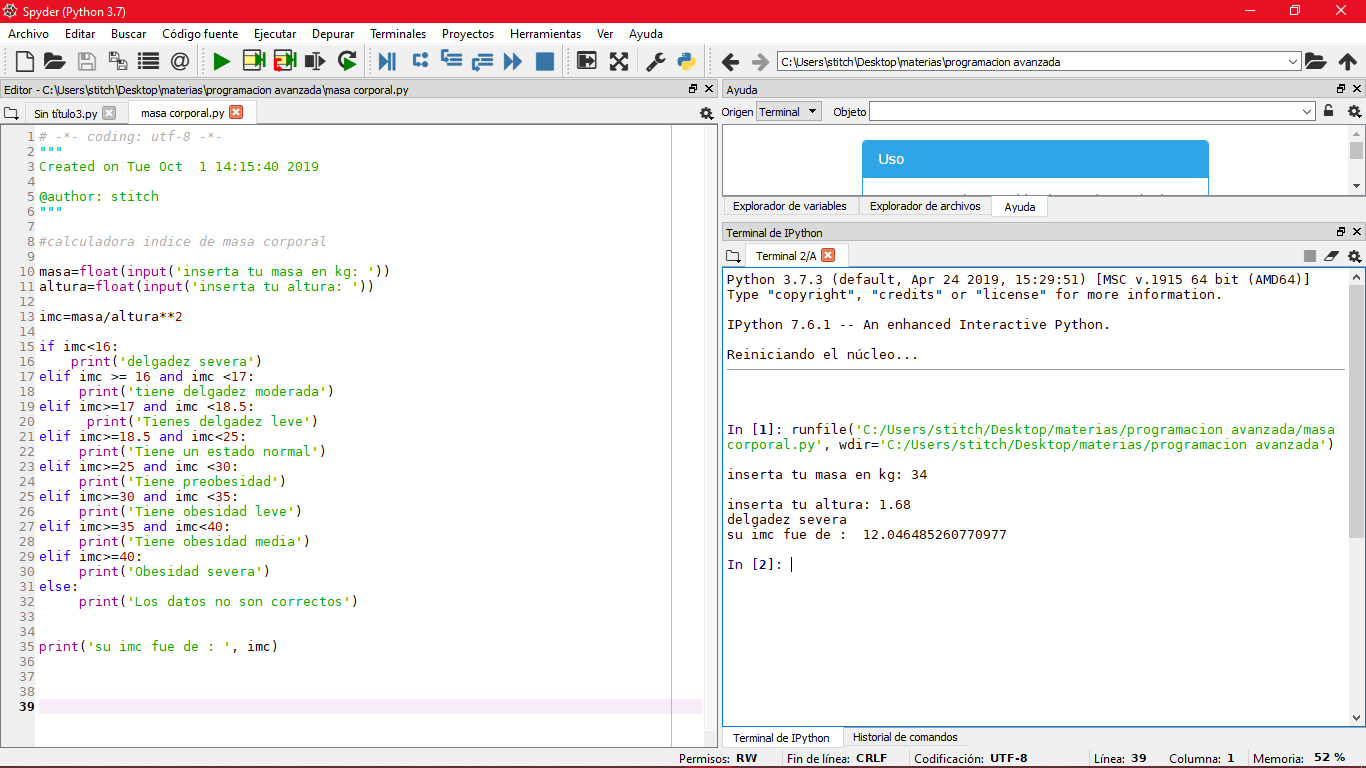 Spyder (Python 3.7)
Archivo Editar Buscar Código fuente Ejecutar Depurar Terminales Proyectos Herramientas Ver Ayuda
C:\Users\stitch\Desktop\materias\programacion avanzada
Editor - C:\Users\stitch\Desktop\materias\programacion avanzada\masa corporal.py
Sin título3.py masa corporal.py
1 # -*- coding: utf-8 -*-
2 """
3 Created on Tue Oct  1 14:15:40 2019
4
5 @author: stitch
6 """
7
8 #calculadora indice de masa corporal
9
10 masa=float(input('inserta tu masa en kg: '))
11 altura=float(input('inserta tu altura: '))
12
13 imc=masa/altura**2
14
15 if imc<16:
16     print('delgadez severa')
17 elif imc >= 16 and imc <17:
18      print('tiene delgadez moderada')
19 elif imc>=17 and imc <18.5:
20       print('Tienes delgadez leve')
21 elif imc>=18.5 and imc<25:
22      print('Tiene un estado normal')
23 elif imc>=25 and imc <30:
24      print('Tiene preobesidad')
25 elif imc>=30 and imc <35:
26      print('Tiene obesidad leve')
27 elif imc>=35 and imc<40:
28      print('Tiene obesidad media')
29 elif imc>=40:
30      print('Obesidad severa')
31 else:
32      print('Los datos no son correctos')
33
34
35 print('su imc fue de : ', imc)
36
37
38
39
Ayuda
Origen Terminal Objeto
Uso
Explorador de variables Explorador de archivos Ayuda
Terminal de IPython
Terminal 2/A
Python 3.7.3 (default, Apr 24 2019, 15:29:51) [MSC v.1915 64 bit (AMD64)]
Type "copyright", "credits" or "license" for more information.
IPython 7.6.1 -- An enhanced Interactive Python.
Reiniciando el núcleo...
In [1]: runfile('C:/Users/stitch/Desktop/materias/programacion avanzada/masa
corporal.py', wdir='C:/Users/stitch/Desktop/materias/programacion avanzada')
inserta tu masa en kg: 34
inserta tu altura: 1.68
delgadez severa
su imc fue de :  12.046485260770977
In [2]:
Terminal de IPython Historial de comandos
Permisos: RW Fin de línea: CRLF Codificación: UTF-8 Línea: 39 Columna: 1 Memoria: 52 %